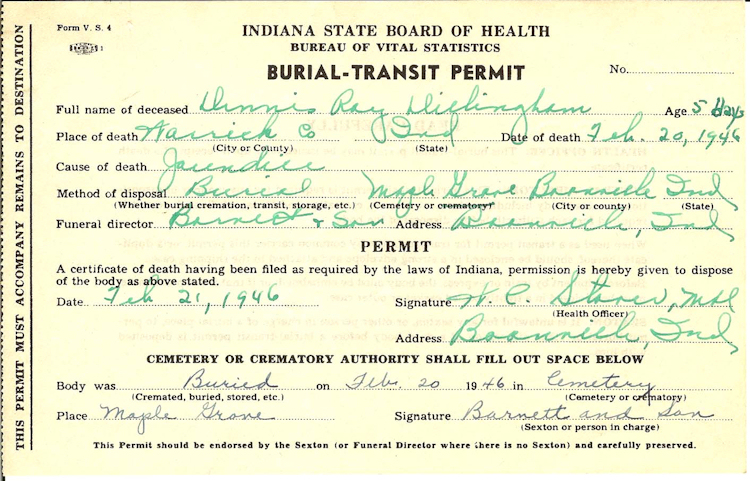 Form V. S. 4
INDIANA STATE BOARD OF HEALTH
BUREAU OF VITAL STATISTICS
BURIAL-TRANSIT PERMIT
No.
Full name of deceased Dennis Ray Dillingham Age 5 days
Place of death Warrick Co Ind Date of death Feb. 20, 1946
(City or County) (State)
Cause of death Jaundice
Method of disposal Burial Maple Grove Boonville Ind
(Whether burial cremation, transit, storage, etc.) (Cemetery or crematory) (City or county) (State)
Funeral director Barnett & Son Address Boonville, Ind
PERMIT
A certificate of death having been filed as required by the laws of Indiana, permission is hereby given to dispose
of the body as above stated.
Date Feb 21, 1946 Signature W. C. Stover, MD
(Health Officer)
Address Boonville, Ind
CEMETERY OR CREMATORY AUTHORITY SHALL FILL OUT SPACE BELOW
Body was Buried on Feb. 20 1946 in Cemetery
(Cremated, buried, stored, etc.) (Cemetery or crematory)
Place Maple Grove Signature Barnett and Son
(Sexton or person in charge)
This Permit should be endorsed by the Sexton (or Funeral Director where there is no Sexton) and carefully preserved.
THIS PERMIT MUST ACCOMPANY REMAINS TO DESTINATION